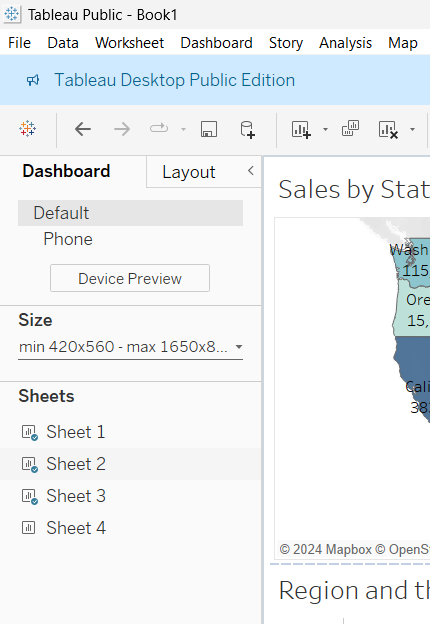 Tableau Public - Book1
File Data Worksheet Dashboard Story Analysis Map
Tableau Desktop Public Edition
Dashboard Layout <
Default
Phone
Device Preview
Size
min 420x560 - max 1650x8...
Sheets
Sheet 1
Sheet 2
Sheet 3
Sheet 4
Sales by Stat
Wash
115
Ore
15,
Cali
383
© 2024 Mapbox © OpenSt
Region and th